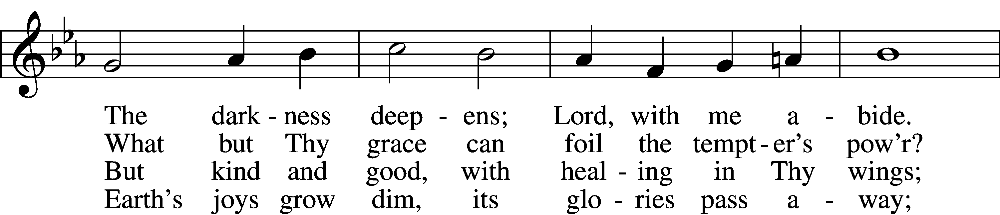 The dark - ness deep - ens; Lord, with me a - bide.
What but Thy grace can foil the tempt - er's pow'r?
But kind and good, with heal - ing in Thy wings;
Earth's joys grow dim, its glo - ries pass a - way;